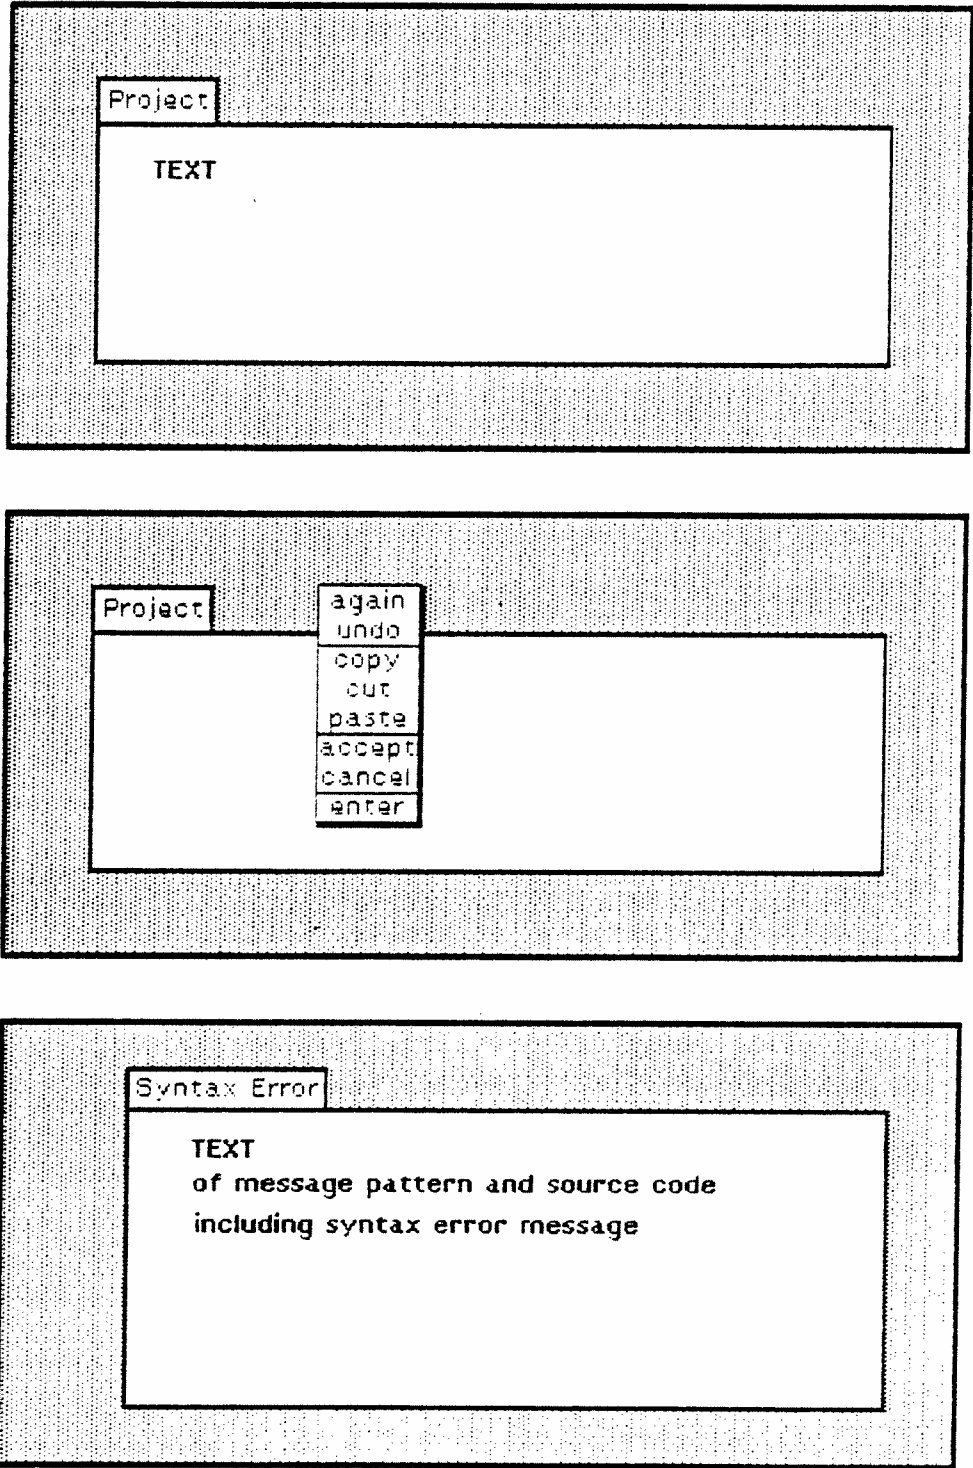 Project
TEXT
Project
again
undo
copy
cut
paste
accept
cancel
enter
Syntax Error
TEXT
of message pattern and source code
including syntax error message